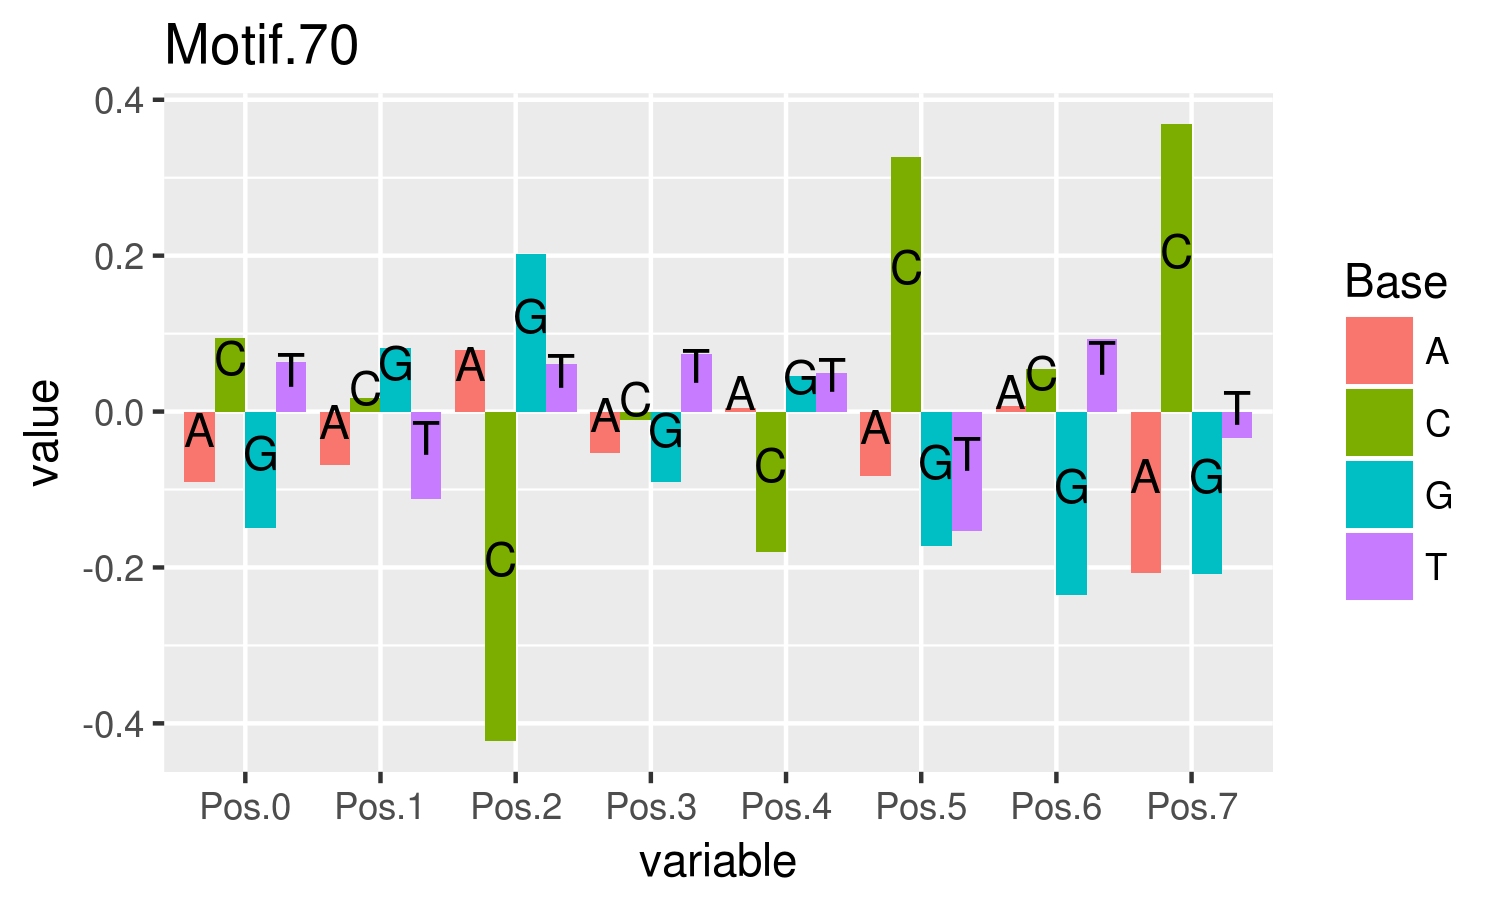 Motif.70
0.4
0.2
0.0
-0.2
-0.4
value
A C G T A C G T A C G T A C G T A C G T A C G T A C G T A C G T
Pos.0 Pos.1 Pos.2 Pos.3 Pos.4 Pos.5 Pos.6 Pos.7
variable
Base
A
C
G
T